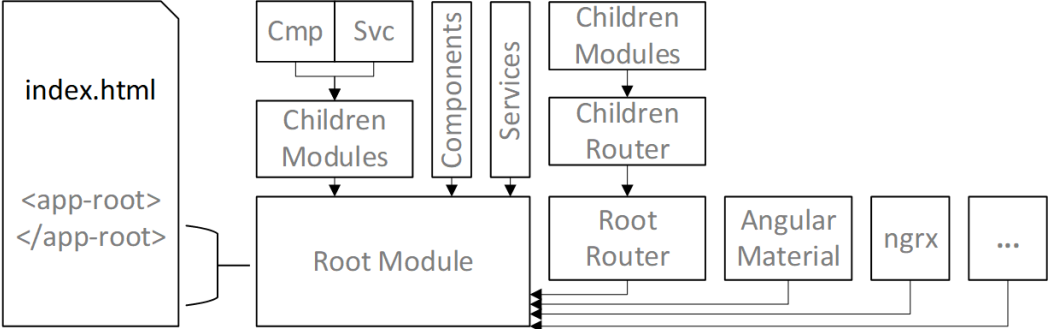 index.html
<app-root>
</app-root>
Cmp
Svc
Children
Modules
Components
Services
Children
Modules
Children
Router
Root Module
Root
Router
Angular
Material
ngrx
...